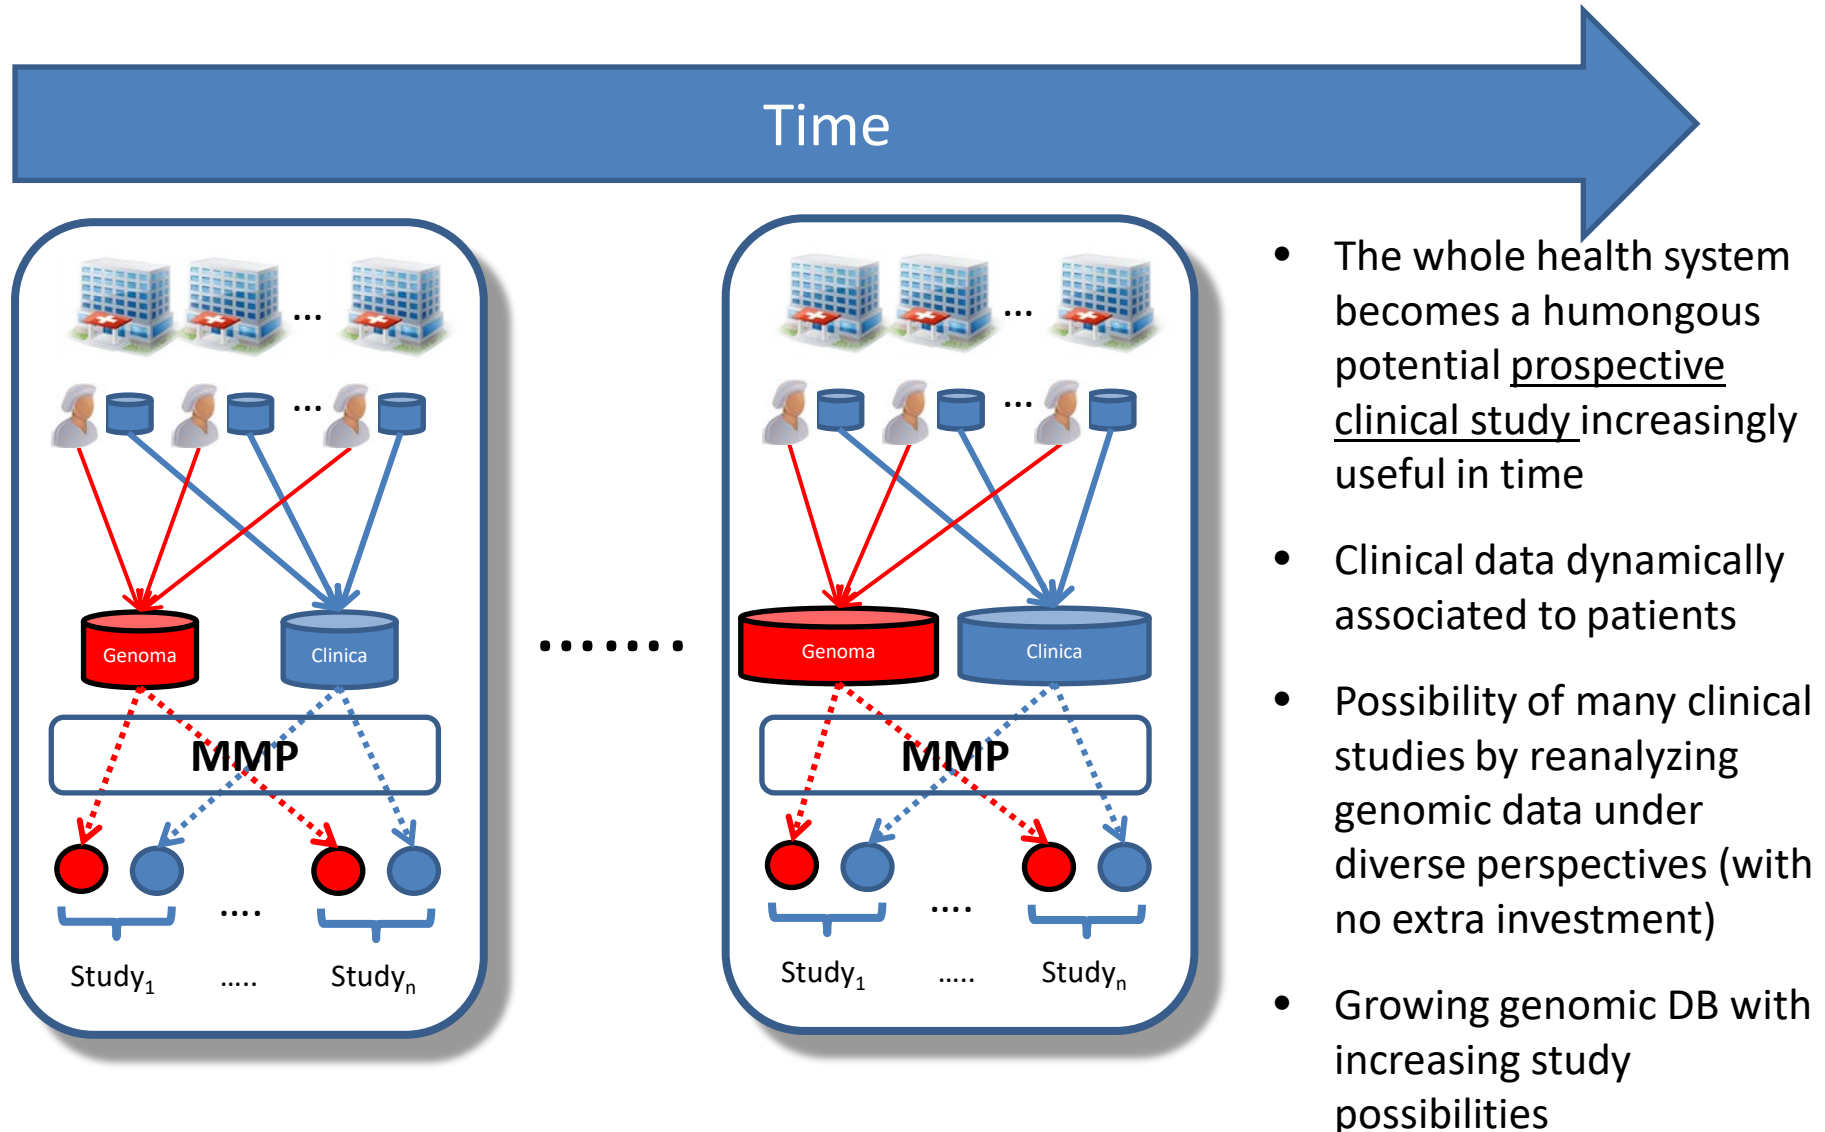 Time
...
...
Genoma
Clinica
MMP
....
Study1
.....
Studyn
.......
...
...
Genoma
Clinica
MMP
....
Study1
.....
Studyn
• The whole health system
becomes a humongous
potential prospective
clinical study increasingly
useful in time
• Clinical data dynamically
associated to patients
• Possibility of many clinical
studies by reanalyzing
genomic data under
diverse perspectives (with
no extra investment)
• Growing genomic DB with
increasing study
possibilities